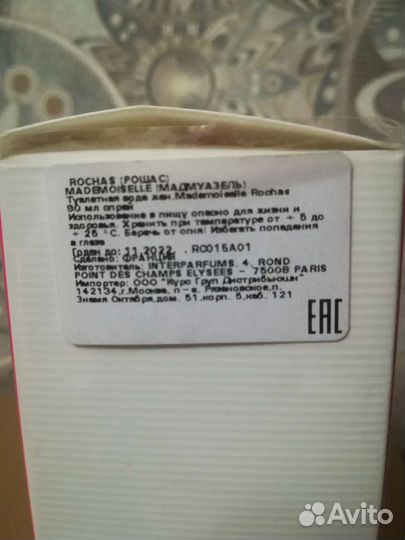 ROCHAS (РОШАС)
MADEMOISELLE (МАДМУАЗЕЛЬ)
Туалетная вода жен.Mademoiselle Rochas
90 мл спрей
Использование в пищу опасно для жизни и
здоровья. Хранить при температуре от + 5 до
+ 25 °C. Беречь от огня! Избегать попадания
в глаза
Годен до: 11.2022 . RC015A01
Сделано: ФРАНЦИЯ
Изготовитель: INTERPARFUMS. 4, ROND
POINT DES CHAMPS ELYSEES - 75008 PARIS
Импортер: ООО "Курс Груп Дистрибьюшн"
142134,г.Москва, п-е. Рязановское,п.
Знамя Октября,дом. 51,корп. 5,каб. 121
EAC
Avito